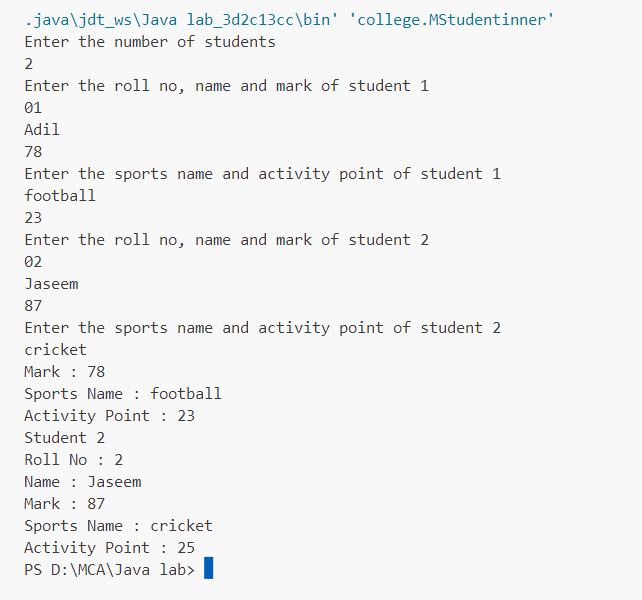 .java\jdt_ws\Java lab_3d2c13cc\bin' 'college.MStudentinner'
Enter the number of students
2
Enter the roll no, name and mark of student 1
01
Adil
78
Enter the sports name and activity point of student 1
football
23
Enter the roll no, name and mark of student 2
02
Jaseem
87
Enter the sports name and activity point of student 2
cricket
Mark : 78
Sports Name : football
Activity Point : 23
Student 2
Roll No : 2
Name : Jaseem
Mark : 87
Sports Name : cricket
Activity Point : 25
PS D:\MCA\Java lab>